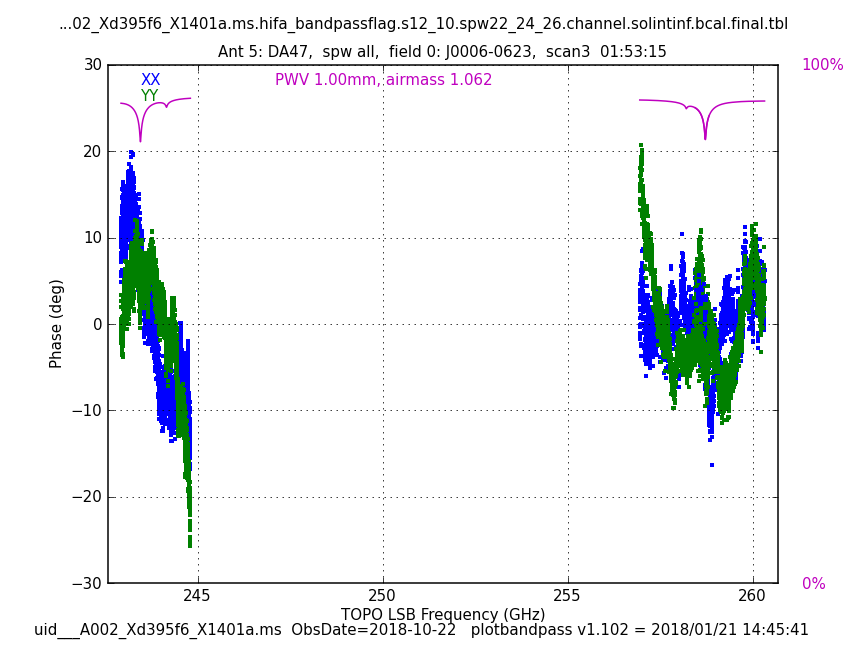 ...02_Xd395f6_X1401a.ms.hifa_bandpassflag.s12_10.spw22_24_26.channel.solintinf.bcal.final.tbl
Ant 5: DA47,  spw all,  field 0: J0006-0623,  scan3  01:53:15
30
100%
XX
PWV 1.00mm, airmass 1.062
YY
20
10
Phase (deg)
0
−10
−20
−30
0%
245
250
255
260
TOPO LSB Frequency (GHz)
uid___A002_Xd395f6_X1401a.ms  ObsDate=2018-10-22   plotbandpass v1.102 = 2018/01/21 14:45:41